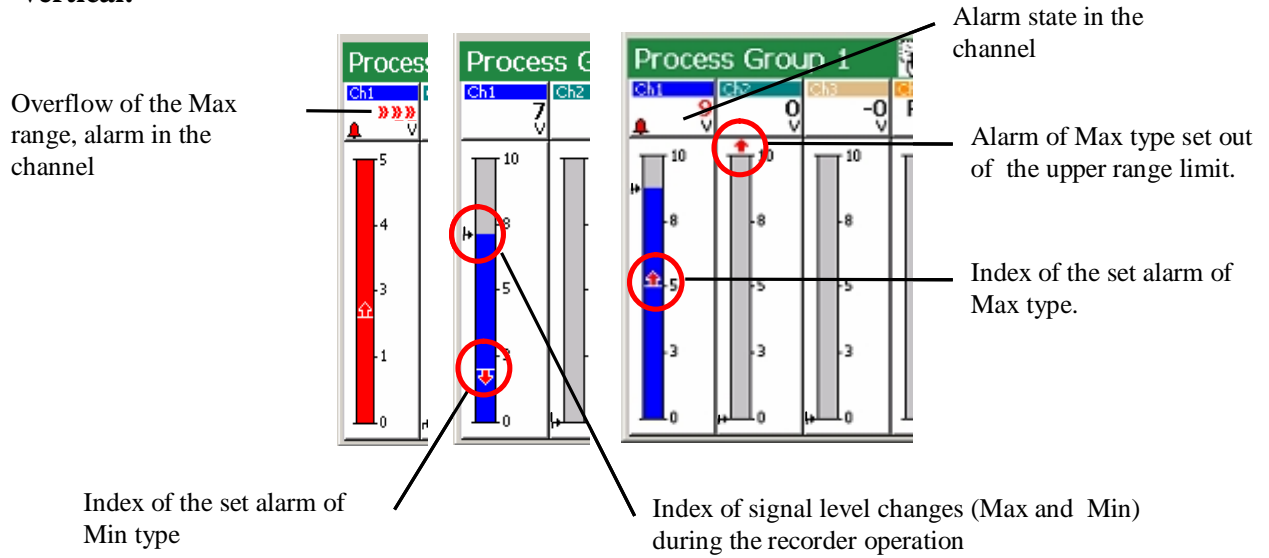 Alarm state in the
channel
Process Group 1
Ch1 Ch2 Ch3
9 0 -0
V V V
10 10 10
8 8 8
5 5 5
3 3 3
0 0 0
Proces
Ch1
»»»
V
5
4
3
1
0
Process G
Ch1 Ch2
7
V
10
8
5
3
0
Overflow of the Max
range, alarm in the
channel
Alarm of Max type set out
of the upper range limit.
Index of the set alarm of
Max type.
Index of the set alarm of
Min type
Index of signal level changes (Max and Min)
during the recorder operation